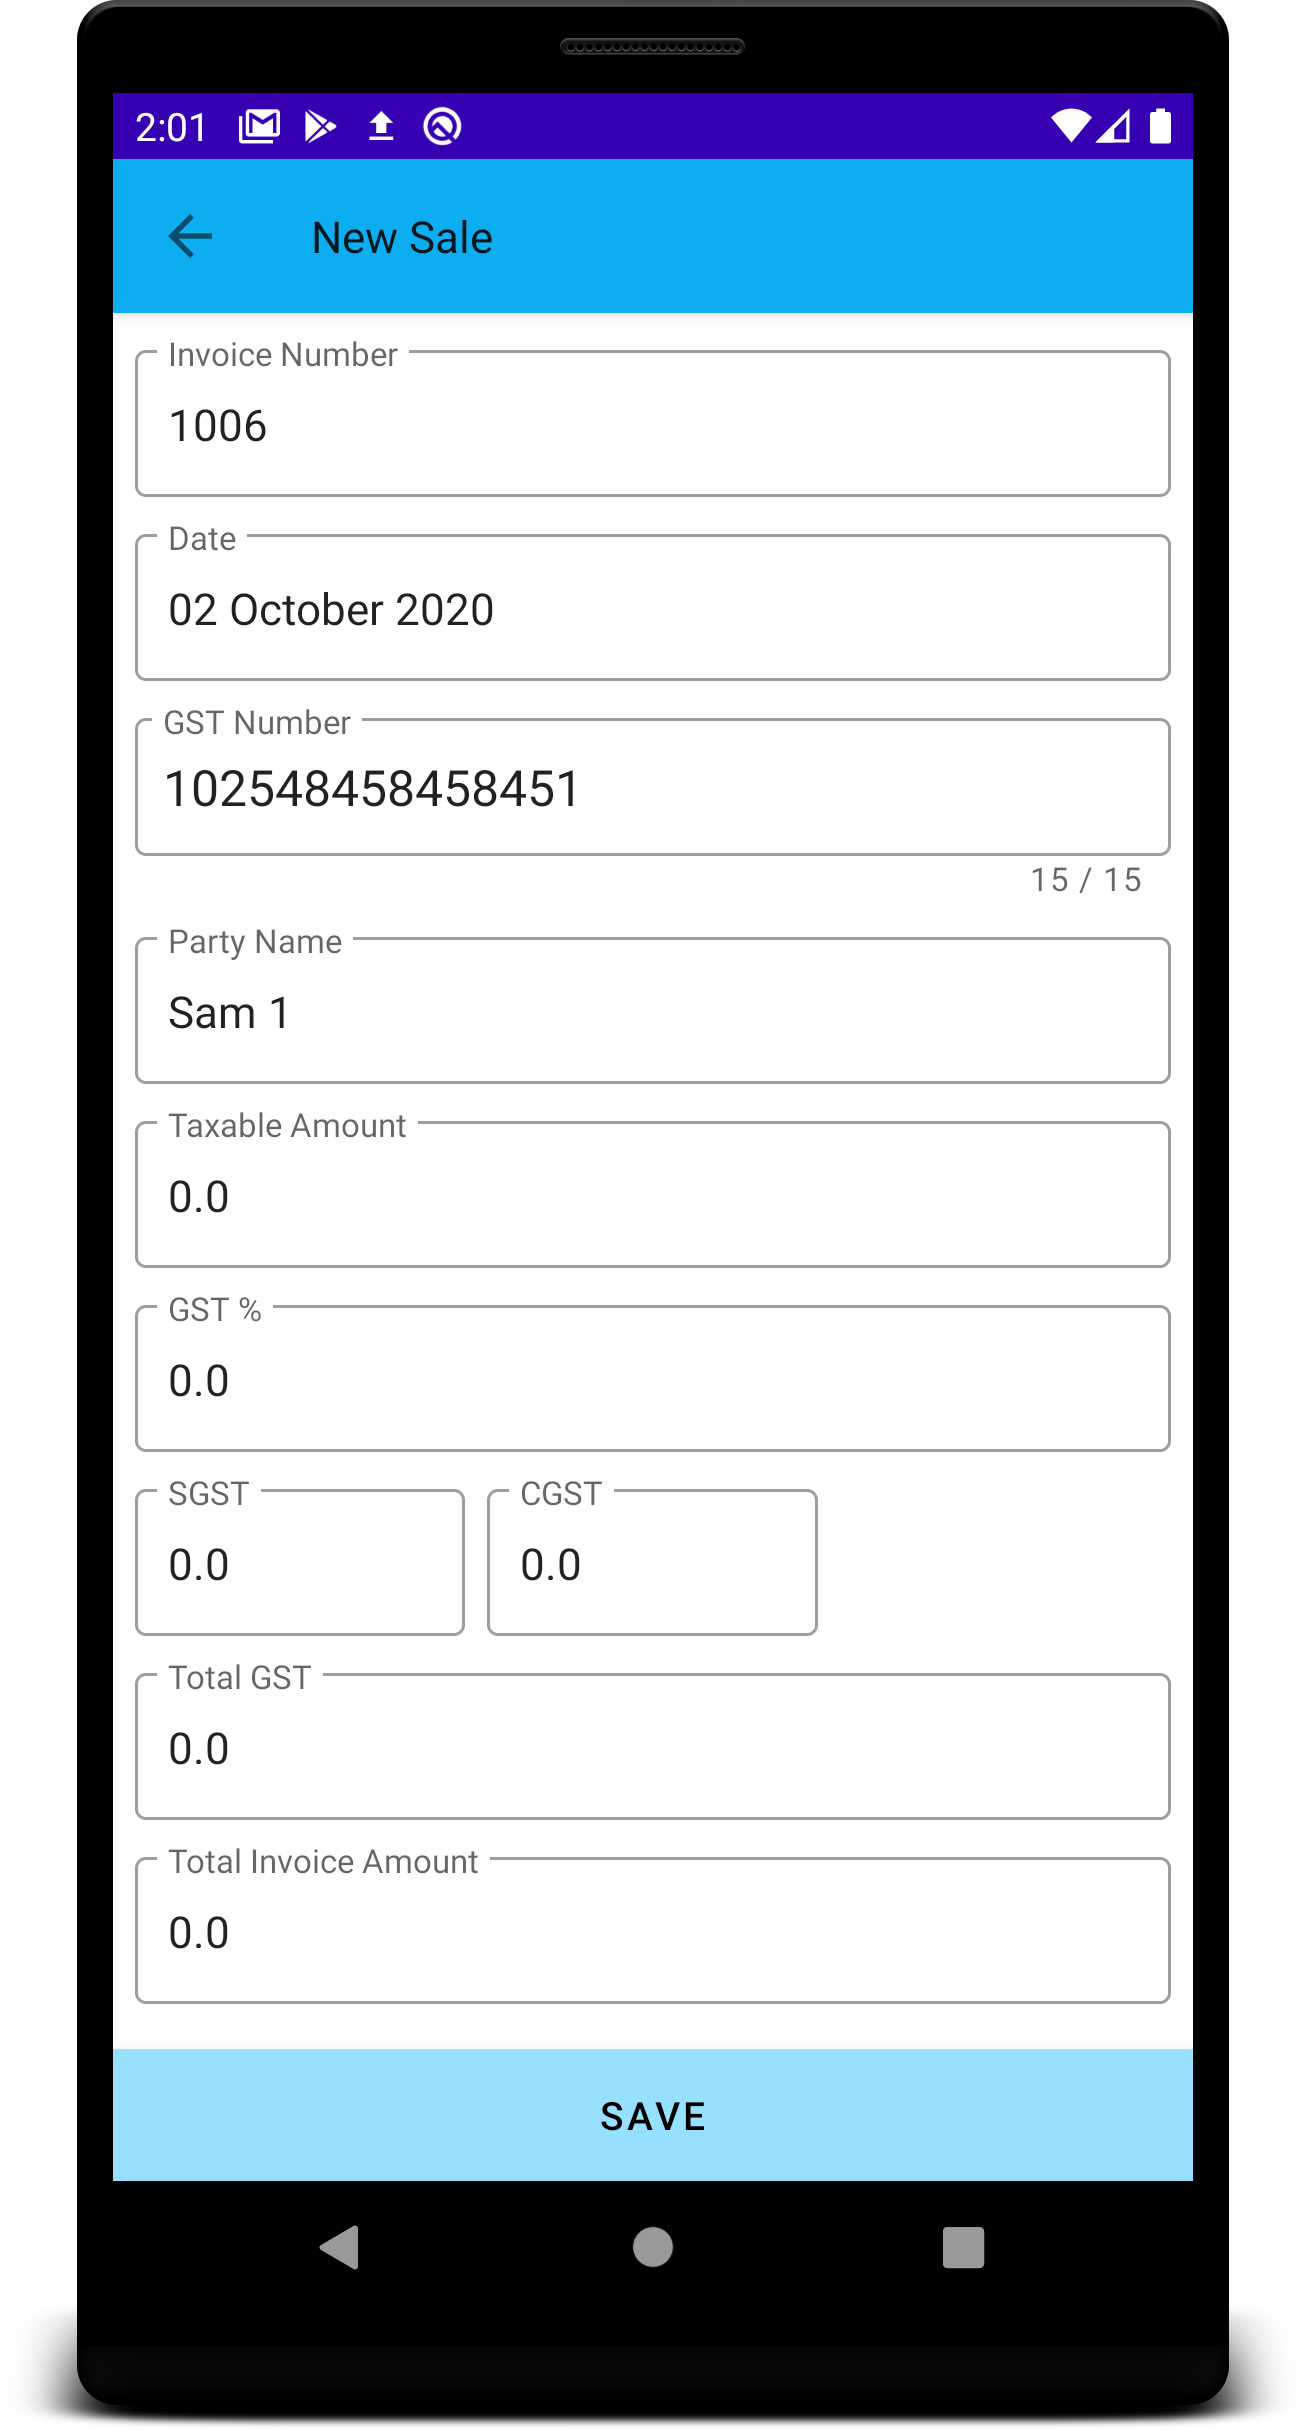 2:01
New Sale
Invoice Number
1006
Date
02 October 2020
GST Number
102548458458451
15 / 15
Party Name
Sam 1
Taxable Amount
0.0
GST %
0.0
SGST CGST
0.0 0.0
Total GST
0.0
Total Invoice Amount
0.0
SAVE